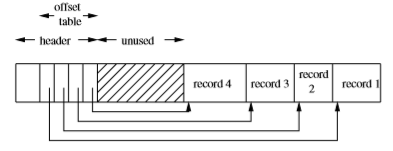 offset
table
header
unused
record 4
record 3
record
2
record 1